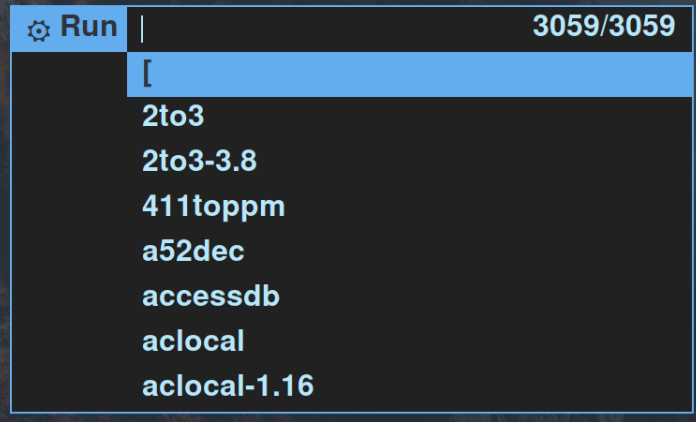 Run 3059/3059
[
2to3
2to3-3.8
411toppm
a52dec
accessdb
aclocal
aclocal-1.16